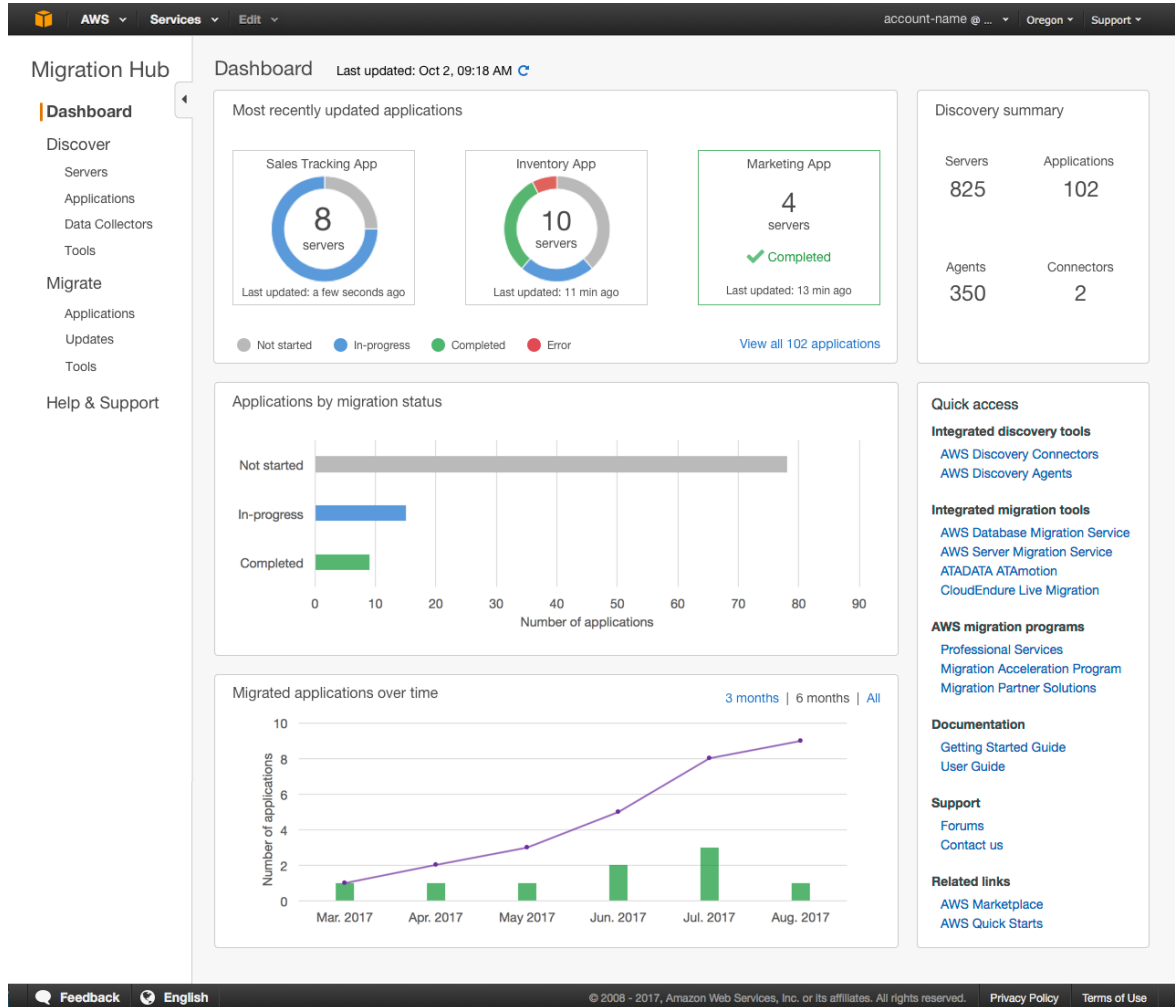 AWS Services Edit account-name @ ... Oregon Support
Migration Hub
Dashboard
Discover
Servers
Applications
Data Collectors
Tools
Migrate
Applications
Updates
Tools
Help & Support
Dashboard Last updated: Oct 2, 09:18 AM
Most recently updated applications
Sales Tracking App
8
servers
Last updated: a few seconds ago
Inventory App
10
servers
Last updated: 11 min ago
Marketing App
4
servers
Completed
Last updated: 13 min ago
Not started In-progress Completed Error View all 102 applications
Discovery summary
Servers Applications
825 102
Agents Connectors
350 2
Applications by migration status
Not started
In-progress
Completed
0 10 20 30 40 50 60 70 80 90
Number of applications
Migrated applications over time
3 months | 6 months | All
Number of applications
10
8
6
4
2
0
Mar. 2017 Apr. 2017 May 2017 Jun. 2017 Jul. 2017 Aug. 2017
Quick access
Integrated discovery tools
AWS Discovery Connectors
AWS Discovery Agents
Integrated migration tools
AWS Database Migration Service
AWS Server Migration Service
ATADATA ATAmotion
CloudEndure Live Migration
AWS migration programs
Professional Services
Migration Acceleration Program
Migration Partner Solutions
Documentation
Getting Started Guide
User Guide
Support
Forums
Contact us
Related links
AWS Marketplace
AWS Quick Starts
Feedback English © 2008 - 2017, Amazon Web Services, Inc. or its affiliates. All rights reserved. Privacy Policy Terms of Use